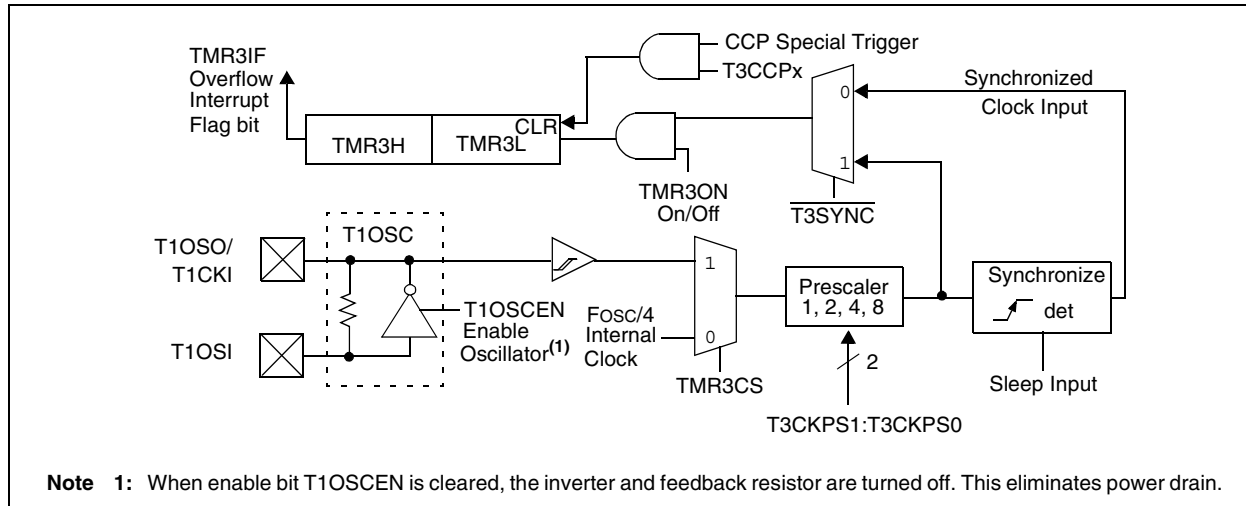 TMR3IF
Overflow
Interrupt
Flag bit
CCP Special Trigger
T3CCPx
Synchronized
Clock Input
0
1
CLR
TMR3H
TMR3L
TMR3ON
On/Off
T3SYNC
T1OSO/
T1CKI
T1OSC
T1OSCEN
Enable
Oscillator(1)
T1OSI
1
0
FOSC/4
Internal
Clock
TMR3CS
Prescaler
1, 2, 4, 8
2
T3CKPS1:T3CKPS0
Synchronize
det
Sleep Input
Note 1: When enable bit T1OSCEN is cleared, the inverter and feedback resistor are turned off. This eliminates power drain.